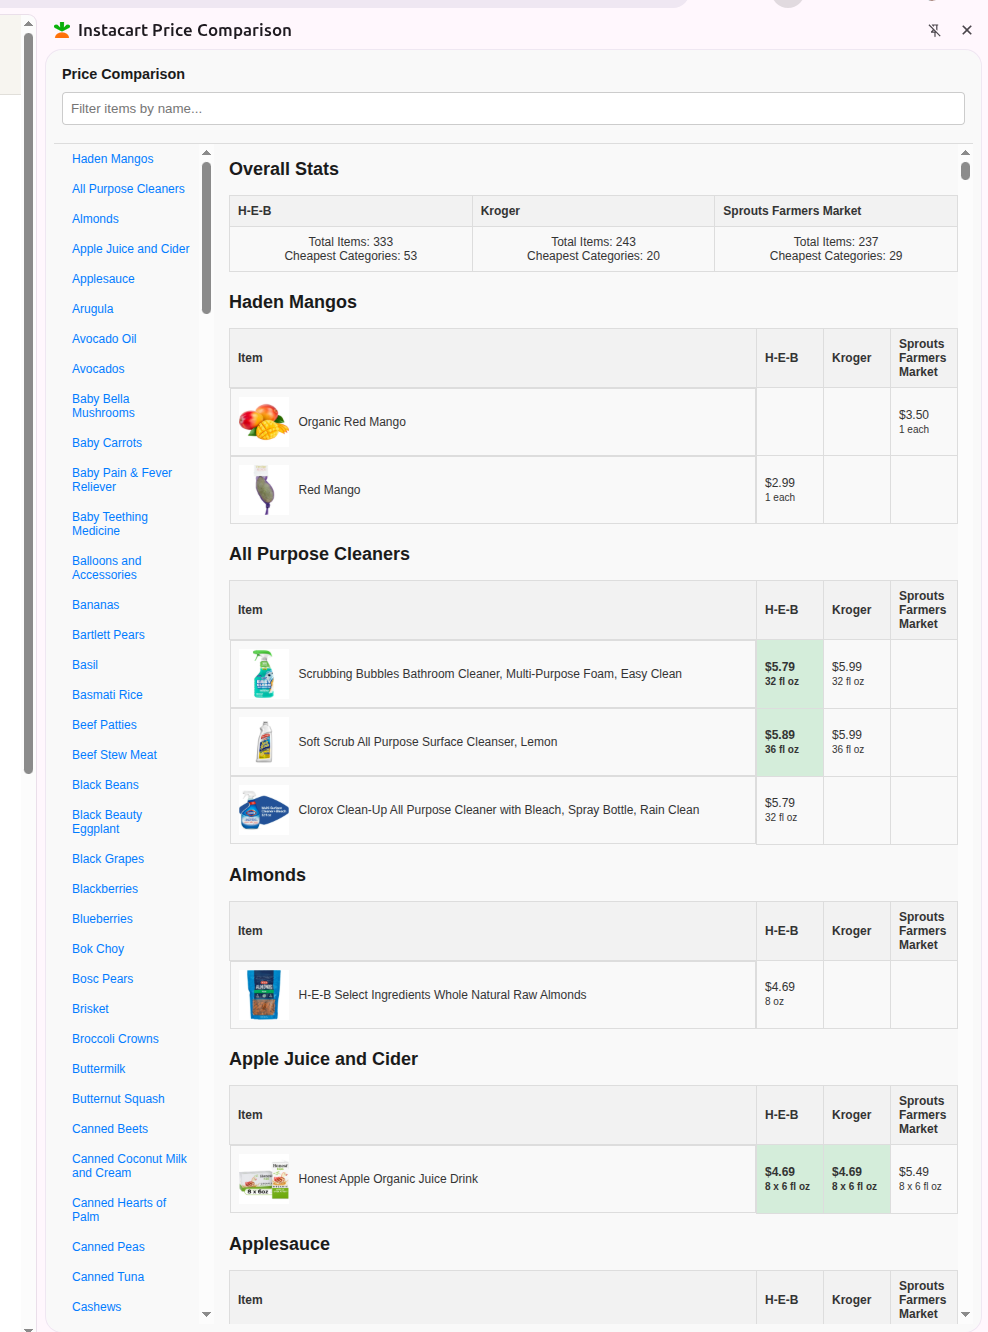 Instacart Price Comparison
Price Comparison
Filter items by name...
Haden Mangos
All Purpose Cleaners
Almonds
Apple Juice and Cider
Applesauce
Arugula
Avocado Oil
Avocados
Baby Bella
Mushrooms
Baby Carrots
Baby Pain & Fever
Reliever
Baby Teething
Medicine
Balloons and
Accessories
Bananas
Bartlett Pears
Basil
Basmati Rice
Beef Patties
Beef Stew Meat
Black Beans
Black Beauty
Eggplant
Black Grapes
Blackberries
Blueberries
Bok Choy
Bosc Pears
Brisket
Broccoli Crowns
Buttermilk
Butternut Squash
Canned Beets
Canned Coconut Milk
and Cream
Canned Hearts of
Palm
Canned Peas
Canned Tuna
Cashews
Overall Stats
H-E-B Kroger Sprouts Farmers Market
Total Items: 333 Total Items: 243 Total Items: 237
Cheapest Categories: 53 Cheapest Categories: 20 Cheapest Categories: 29
Haden Mangos
Item H-E-B Kroger Sprouts Farmers Market
Organic Red Mango $3.50
1 each
Red Mango $2.99
1 each
All Purpose Cleaners
Item H-E-B Kroger Sprouts Farmers Market
Scrubbing Bubbles Bathroom Cleaner, Multi-Purpose Foam, Easy Clean $5.79 $5.99
32 fl oz 32 fl oz
Soft Scrub All Purpose Surface Cleanser, Lemon $5.89 $5.99
36 fl oz 36 fl oz
Clorox Clean-Up All Purpose Cleaner with Bleach, Spray Bottle, Rain Clean $5.79
32 fl oz
Almonds
Item H-E-B Kroger Sprouts Farmers Market
H-E-B Select Ingredients Whole Natural Raw Almonds $4.69
8 oz
Apple Juice and Cider
Item H-E-B Kroger Sprouts Farmers Market
8 x 6oz
Honest Apple Organic Juice Drink $4.69 $4.69 $5.49
8 x 6 fl oz 8 x 6 fl oz 8 x 6 fl oz
Applesauce
Item H-E-B Kroger Sprouts Farmers Market